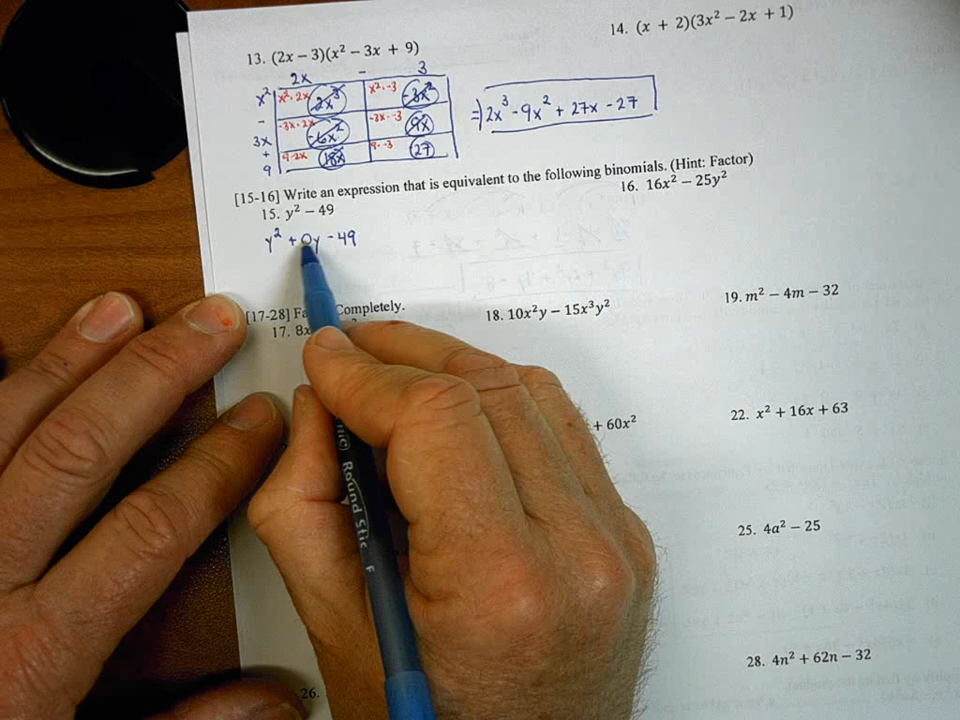 13. (2x − 3)(x² − 3x + 9)
14. (x + 2)(3x² − 2x + 1)
2x - 3
x² x²·2x 2x³ x²·-3 -3x²
-
3x -3x·2x -6x² -3x·-3 9x
+
9 9·2x 18x 9·-3 27
⇒ 2x³ - 9x² + 27x - 27
[15-16] Write an expression that is equivalent to the following binomials. (Hint: Factor)
15. y² − 49
16. 16x² − 25y²
y² + 0y - 49
[17-28] Completely.
17. 8x
18. 10x²y − 15x³y²
19. m² − 4m − 32
+ 60x²
22. x² + 16x + 63
25. 4a² − 25
26.
28. 4n² + 62n − 32
Round Stic F